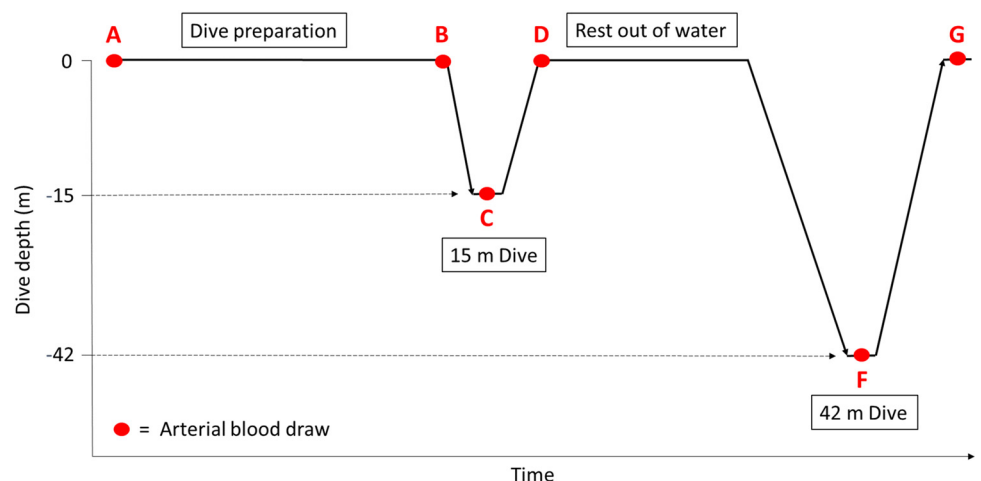 A
Dive preparation
B
D
Rest out of water
G
0
-15
C
15 m Dive
Dive depth (m)
-42
F
42 m Dive
= Arterial blood draw
Time